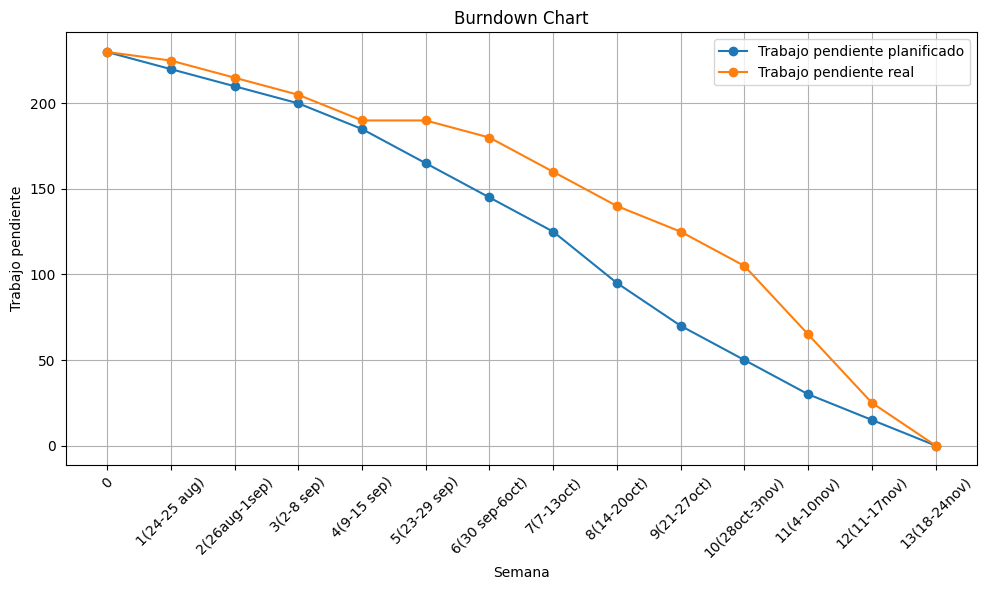 Burndown Chart
Trabajo pendiente planificado
Trabajo pendiente real
Trabajo pendiente
200
150
100
50
0
0
1(24-25 aug)
2(26aug-1sep)
3(2-8 sep)
4(9-15 sep)
5(23-29 sep)
6(30 sep-6oct)
7(7-13oct)
8(14-20oct)
9(21-27oct)
10(28oct-3nov)
11(4-10nov)
12(11-17nov)
13(18-24nov)
Semana